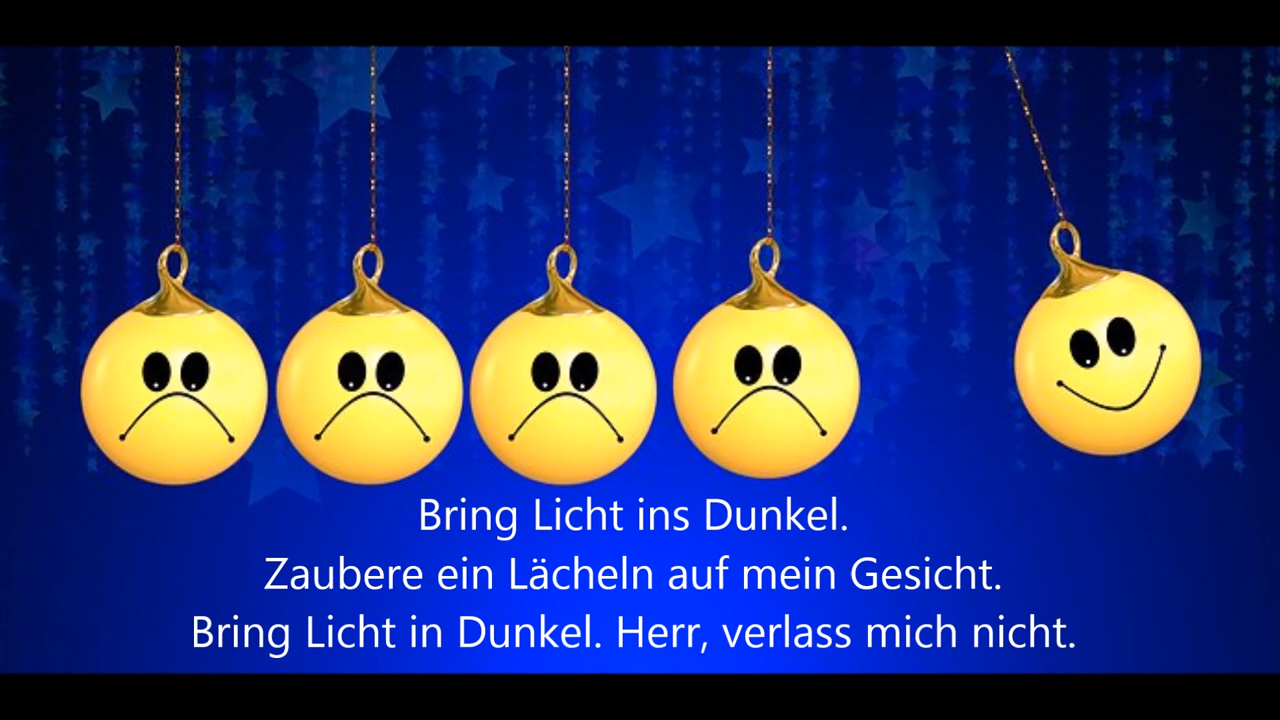 Bring Licht ins Dunkel.
Zaubere ein Lächeln auf mein Gesicht.
Bring Licht in Dunkel. Herr, verlass mich nicht.